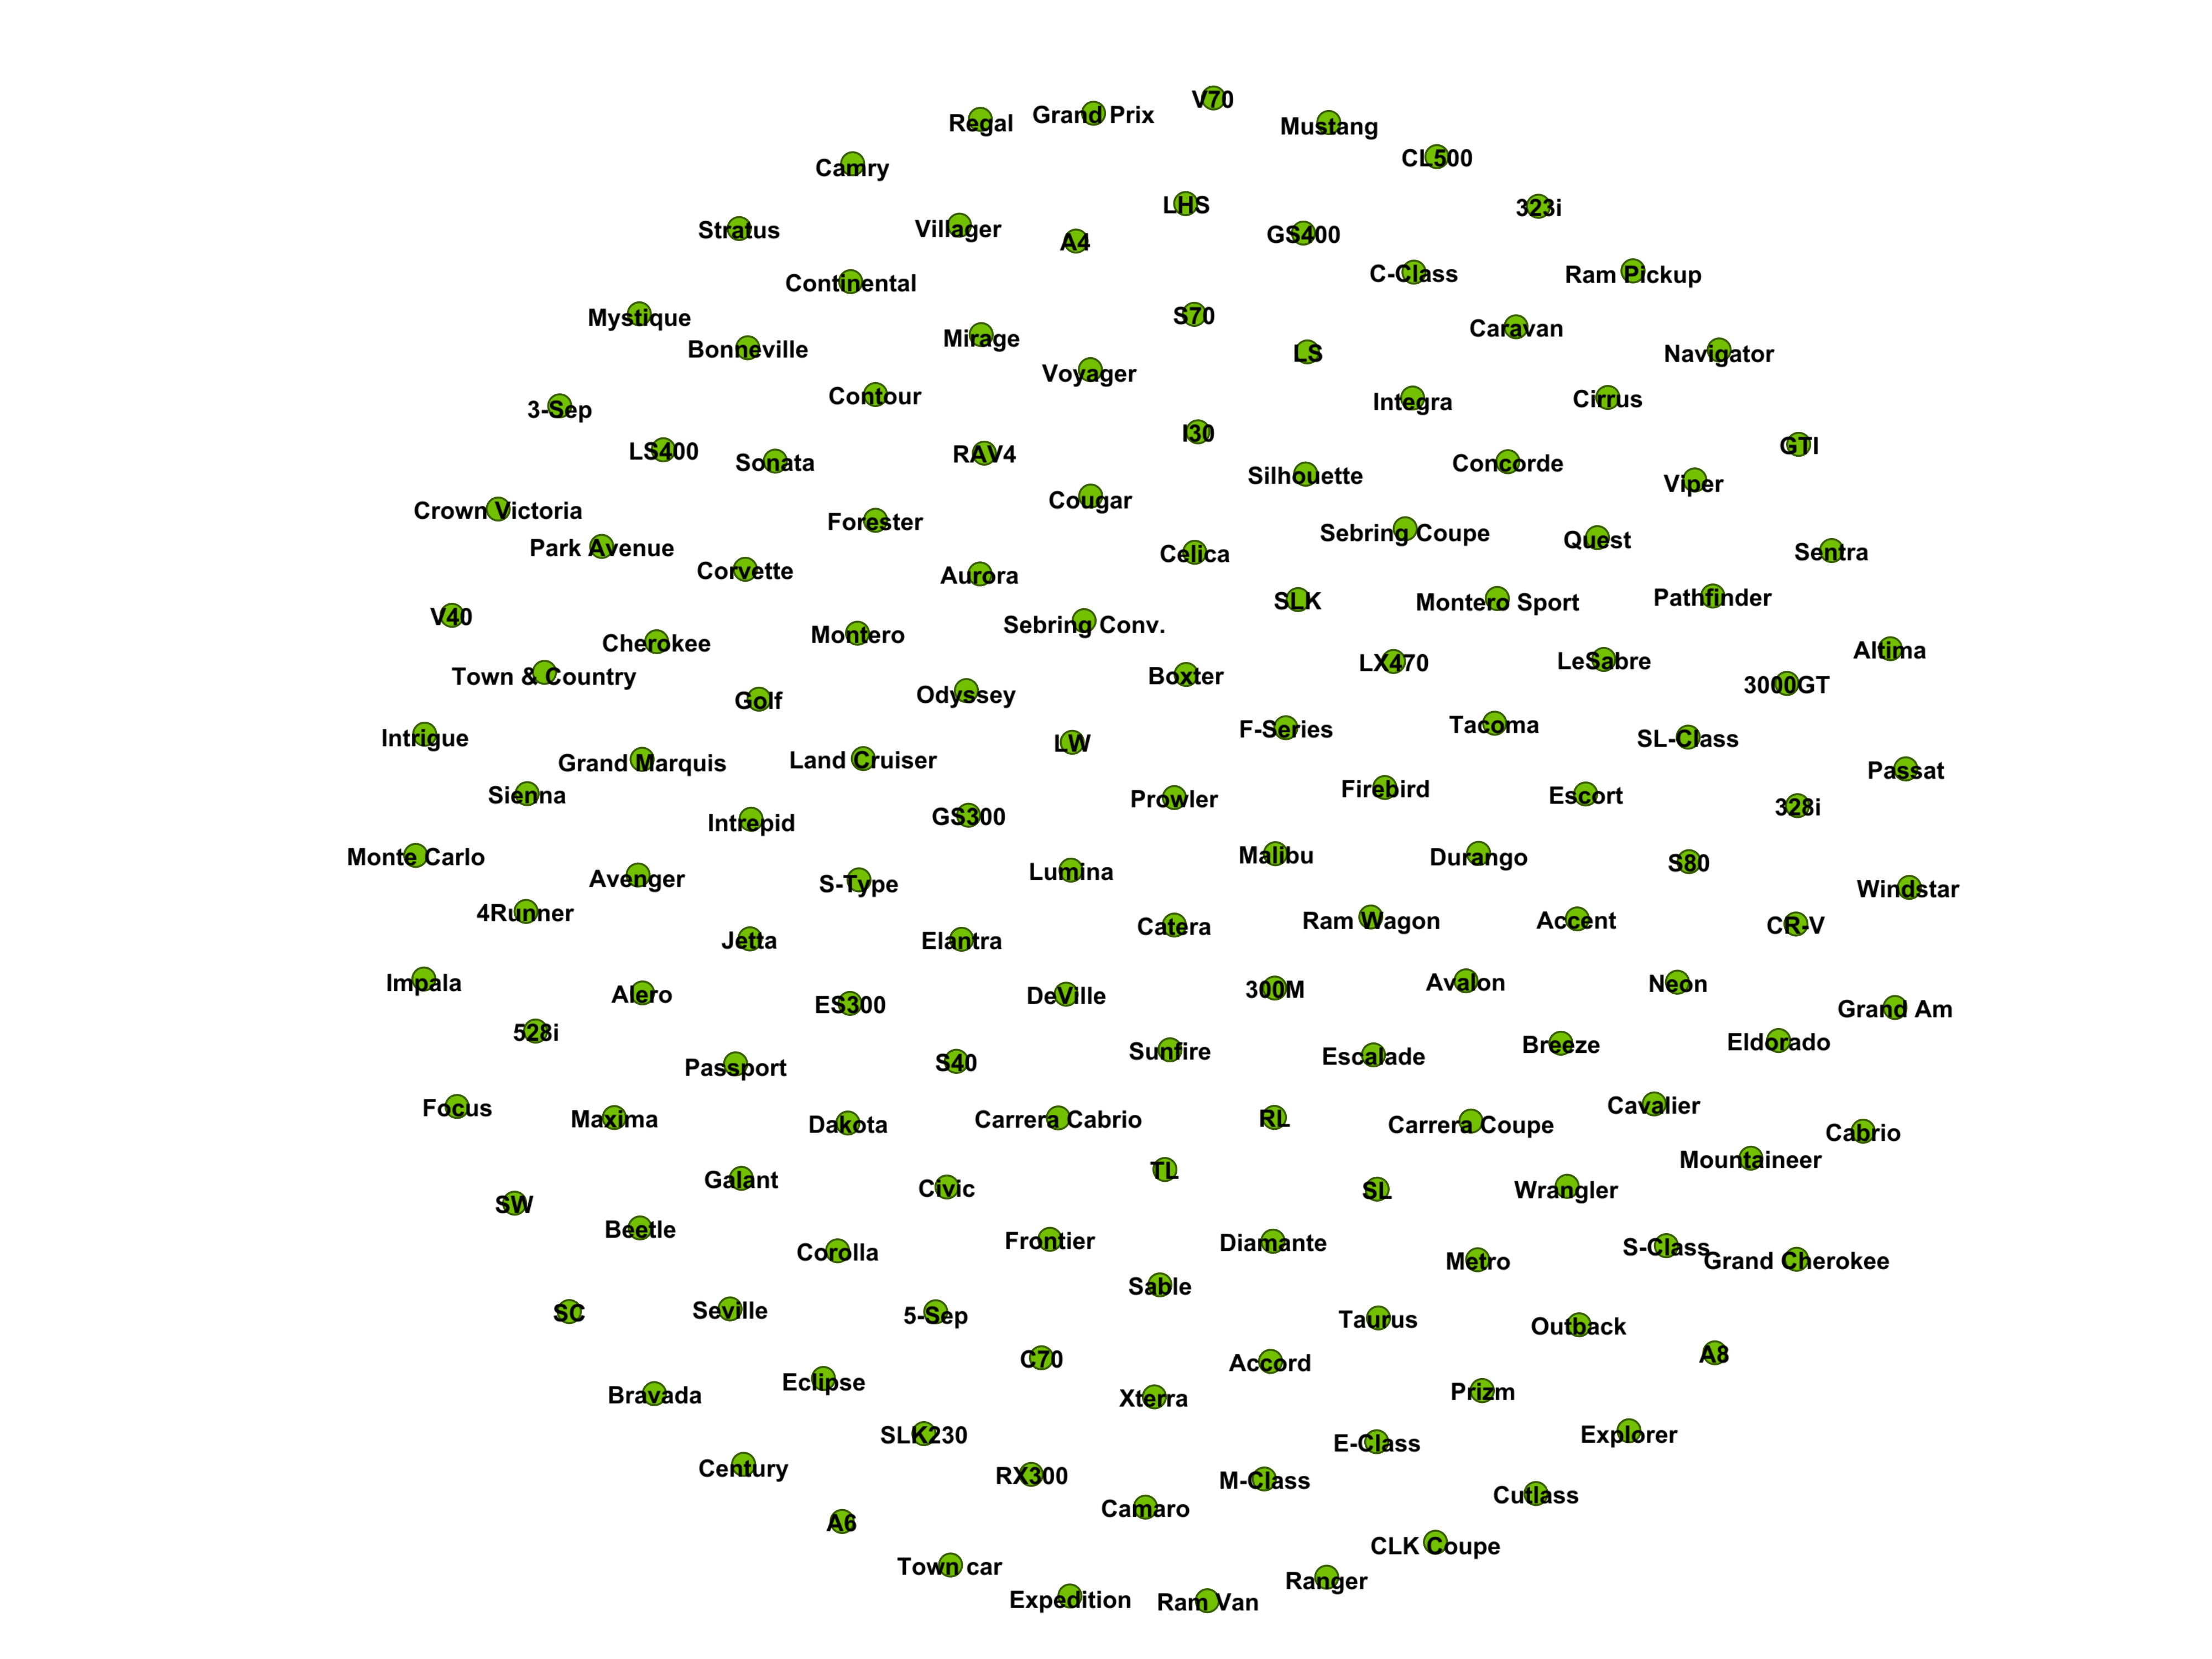 V70
Grand Prix
Regal
Mustang
CL500
Camry
LHS
323i
Stratus
Villager
GS400
A4
C-Class
Ram Pickup
Continental
S70
Mystique
Caravan
Mirage
Bonneville
LS
Navigator
Voyager
Contour
Cirrus
Integra
3-Sep
I30
GTI
LS400
RAV4
Sonata
Concorde
Silhouette
Viper
Cougar
Crown Victoria
Forester
Sebring Coupe
Quest
Park Avenue
Sentra
Celica
Corvette
Aurora
Pathfinder
SLK
Montero Sport
V40
Sebring Conv.
Montero
Cherokee
Altima
LeSabre
LX470
Town & Country
Boxter
3000GT
Odyssey
Golf
Tacoma
F-Series
Intrigue
SL-Class
LW
Land Cruiser
Grand Marquis
Passat
Firebird
Sienna
Escort
Prowler
328i
GS300
Intrepid
Malibu
Monte Carlo
Durango
S80
Lumina
Avenger
S-Type
Windstar
4Runner
Accent
Ram Wagon
CR-V
Catera
Jetta
Elantra
Impala
Avalon
Neon
300M
Alero
DeVille
ES300
Grand Am
528i
Eldorado
Breeze
Sunfire
Escalade
S40
Passport
Cavalier
Focus
RL
Maxima
Carrera Cabrio
Dakota
Carrera Coupe
Cabrio
Mountaineer
TL
Galant
Civic
SL
Wrangler
SW
Beetle
Frontier
Diamante
S-Class
Corolla
Metro
Grand Cherokee
Sable
Seville
SC
5-Sep
Taurus
Outback
A8
C70
Accord
Eclipse
Prizm
Bravada
Xterra
Explorer
SLK230
E-Class
Century
RX300
M-Class
Cutlass
Camaro
A6
CLK Coupe
Town car
Ranger
Expedition
Ram Van